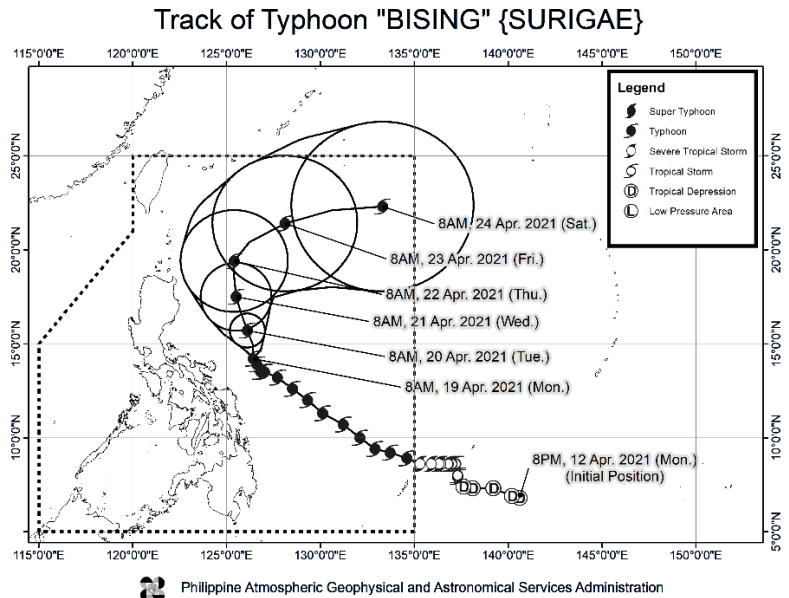 Track of Typhoon "BISING" {SURIGAE}
115°0'0"E 120°0'0"E 125°0'0"E 130°0'0"E 135°0'0"E 140°0'0"E 145°0'0"E 150°0'0"E
Legend
Super Typhoon
Typhoon
Severe Tropical Storm
Tropical Storm
D Tropical Depression
L Low Pressure Area
25°0'0"N 25°0'0"N
8AM, 24 Apr. 2021 (Sat.)
20°0'0"N 20°0'0"N
8AM, 23 Apr. 2021 (Fri.)
8AM, 22 Apr. 2021 (Thu.)
8AM, 21 Apr. 2021 (Wed.)
15°0'0"N 15°0'0"N
8AM, 20 Apr. 2021 (Tue.)
8AM, 19 Apr. 2021 (Mon.)
10°0'0"N 10°0'0"N
8PM, 12 Apr. 2021 (Mon.)
(Initial Position)
D D D D D
5°0'0"N 5°0'0"N
115°0'0"E 120°0'0"E 125°0'0"E 130°0'0"E 135°0'0"E 140°0'0"E 145°0'0"E 150°0'0"E
Philippine Atmospheric Geophysical and Astronomical Services Administration